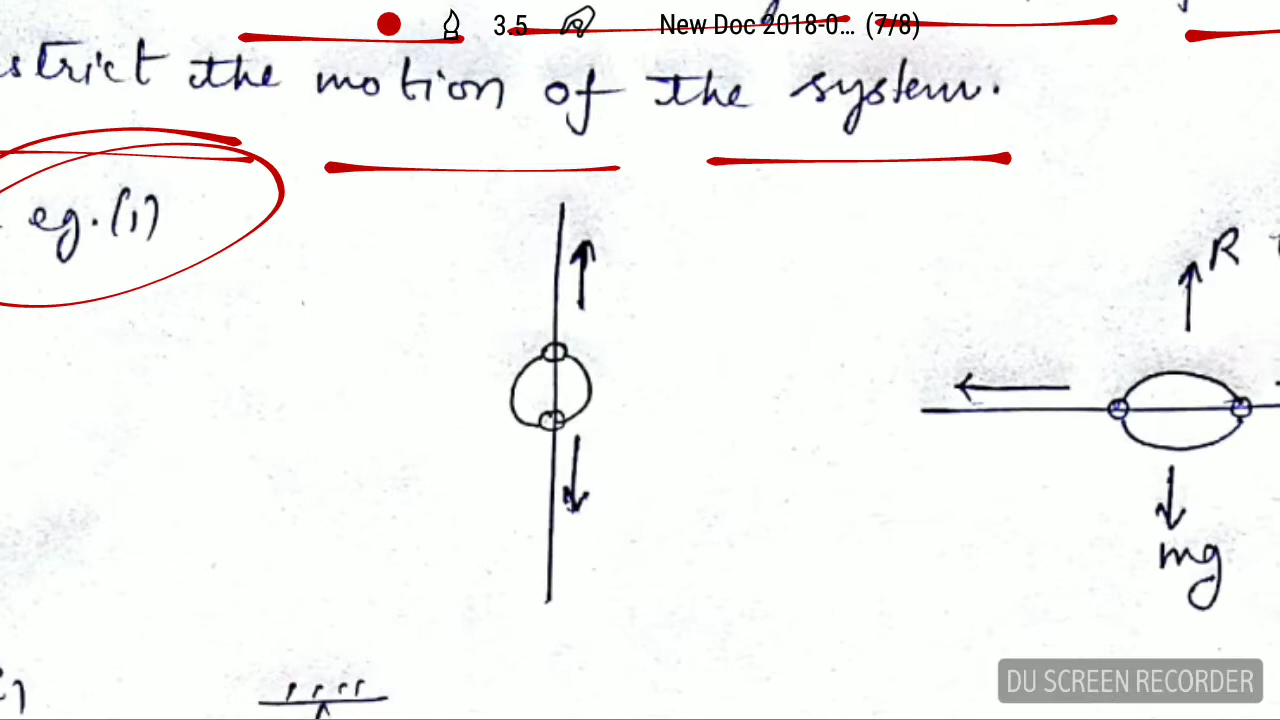 3.5 New Doc 2018-0... (7/8)
strict the motion of the system.
eg. (1)
R
mg
DU SCREEN RECORDER